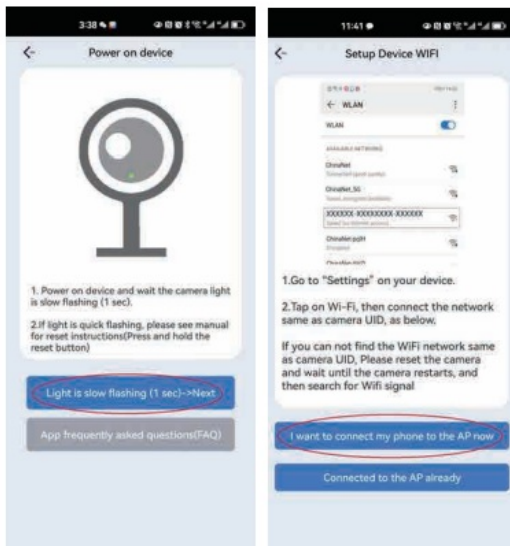 3:38
Power on device
1. Power on device and wait the camera light
is slow flashing (1 sec).
2.If light is quick flashing, please see manual
for reset instructions(Press and hold the
reset button)
Light is slow flashing (1 sec)->Next
App frequently asked questions(FAQ)
11:41
Setup Device WIFI
WLAN
WLAN
AVAILABLE NETWORKS
ChinaNet
ChinaNet_5G
XXXXXX-XXXXXXXX-XXXXXX
1.Go to "Settings" on your device.
2.Tap on Wi-Fi, then connect the network
same as camera UID, as below.
If you can not find the WiFi network same
as camera UID, Please reset the camera
and wait until the camera restarts, and
then search for Wifi signal
I want to connect my phone to the AP now
Connected to the AP already